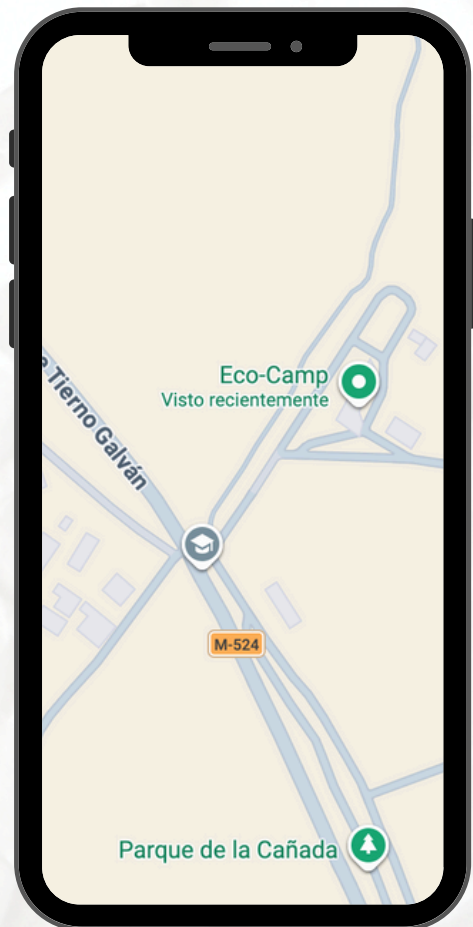 Eco-Camp
Visto recientemente
Tierno Galván
M-524
Parque de la Cañada